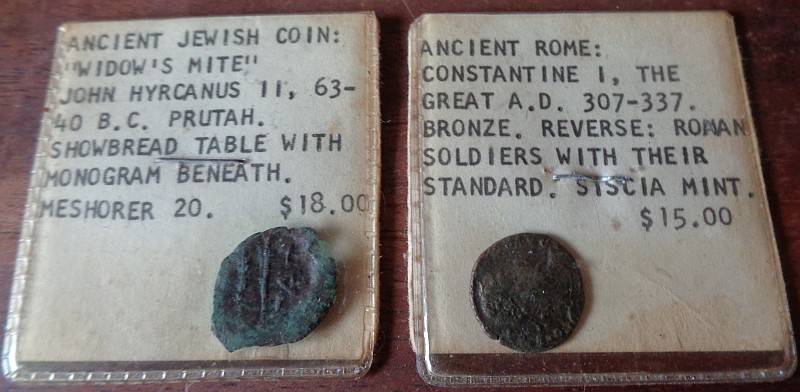 ANCIENT JEWISH COIN:
"WIDOW'S MITE"
JOHN HYRCANUS II, 63-
40 B.C. PRUTAH.
SHOWBREAD TABLE WITH
MONOGRAM BENEATH.
MESHORER 20. $18.00
ANCIENT ROME:
CONSTANTINE I, THE
GREAT A.D. 307-337.
BRONZE. REVERSE: ROMAN
SOLDIERS WITH THEIR
STANDARD. SISCIA MINT.
$15.00